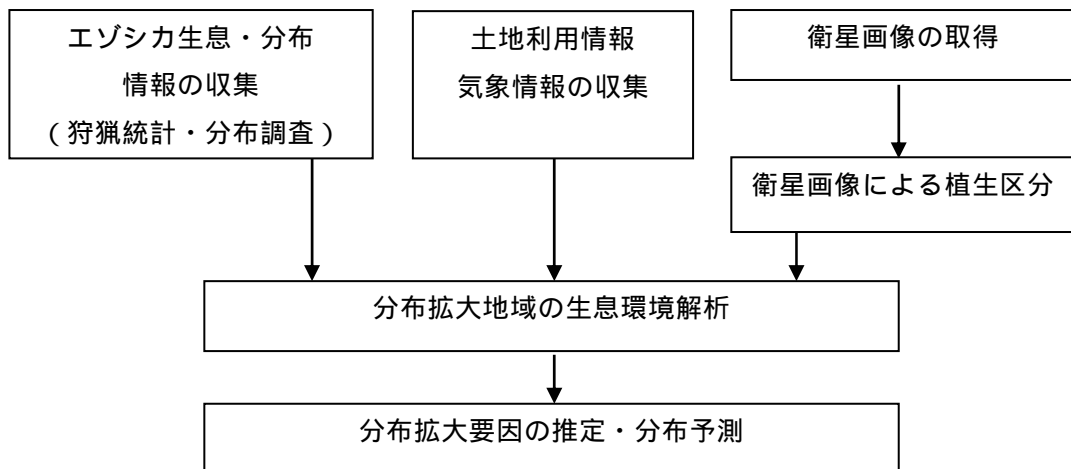 エゾシカ生息・分布
情報の収集
（狩猟統計・分布調査）
土地利用情報
気象情報の収集
衛星画像の取得
衛星画像による植生区分
分布拡大地域の生息環境解析
分布拡大要因の推定・分布予測